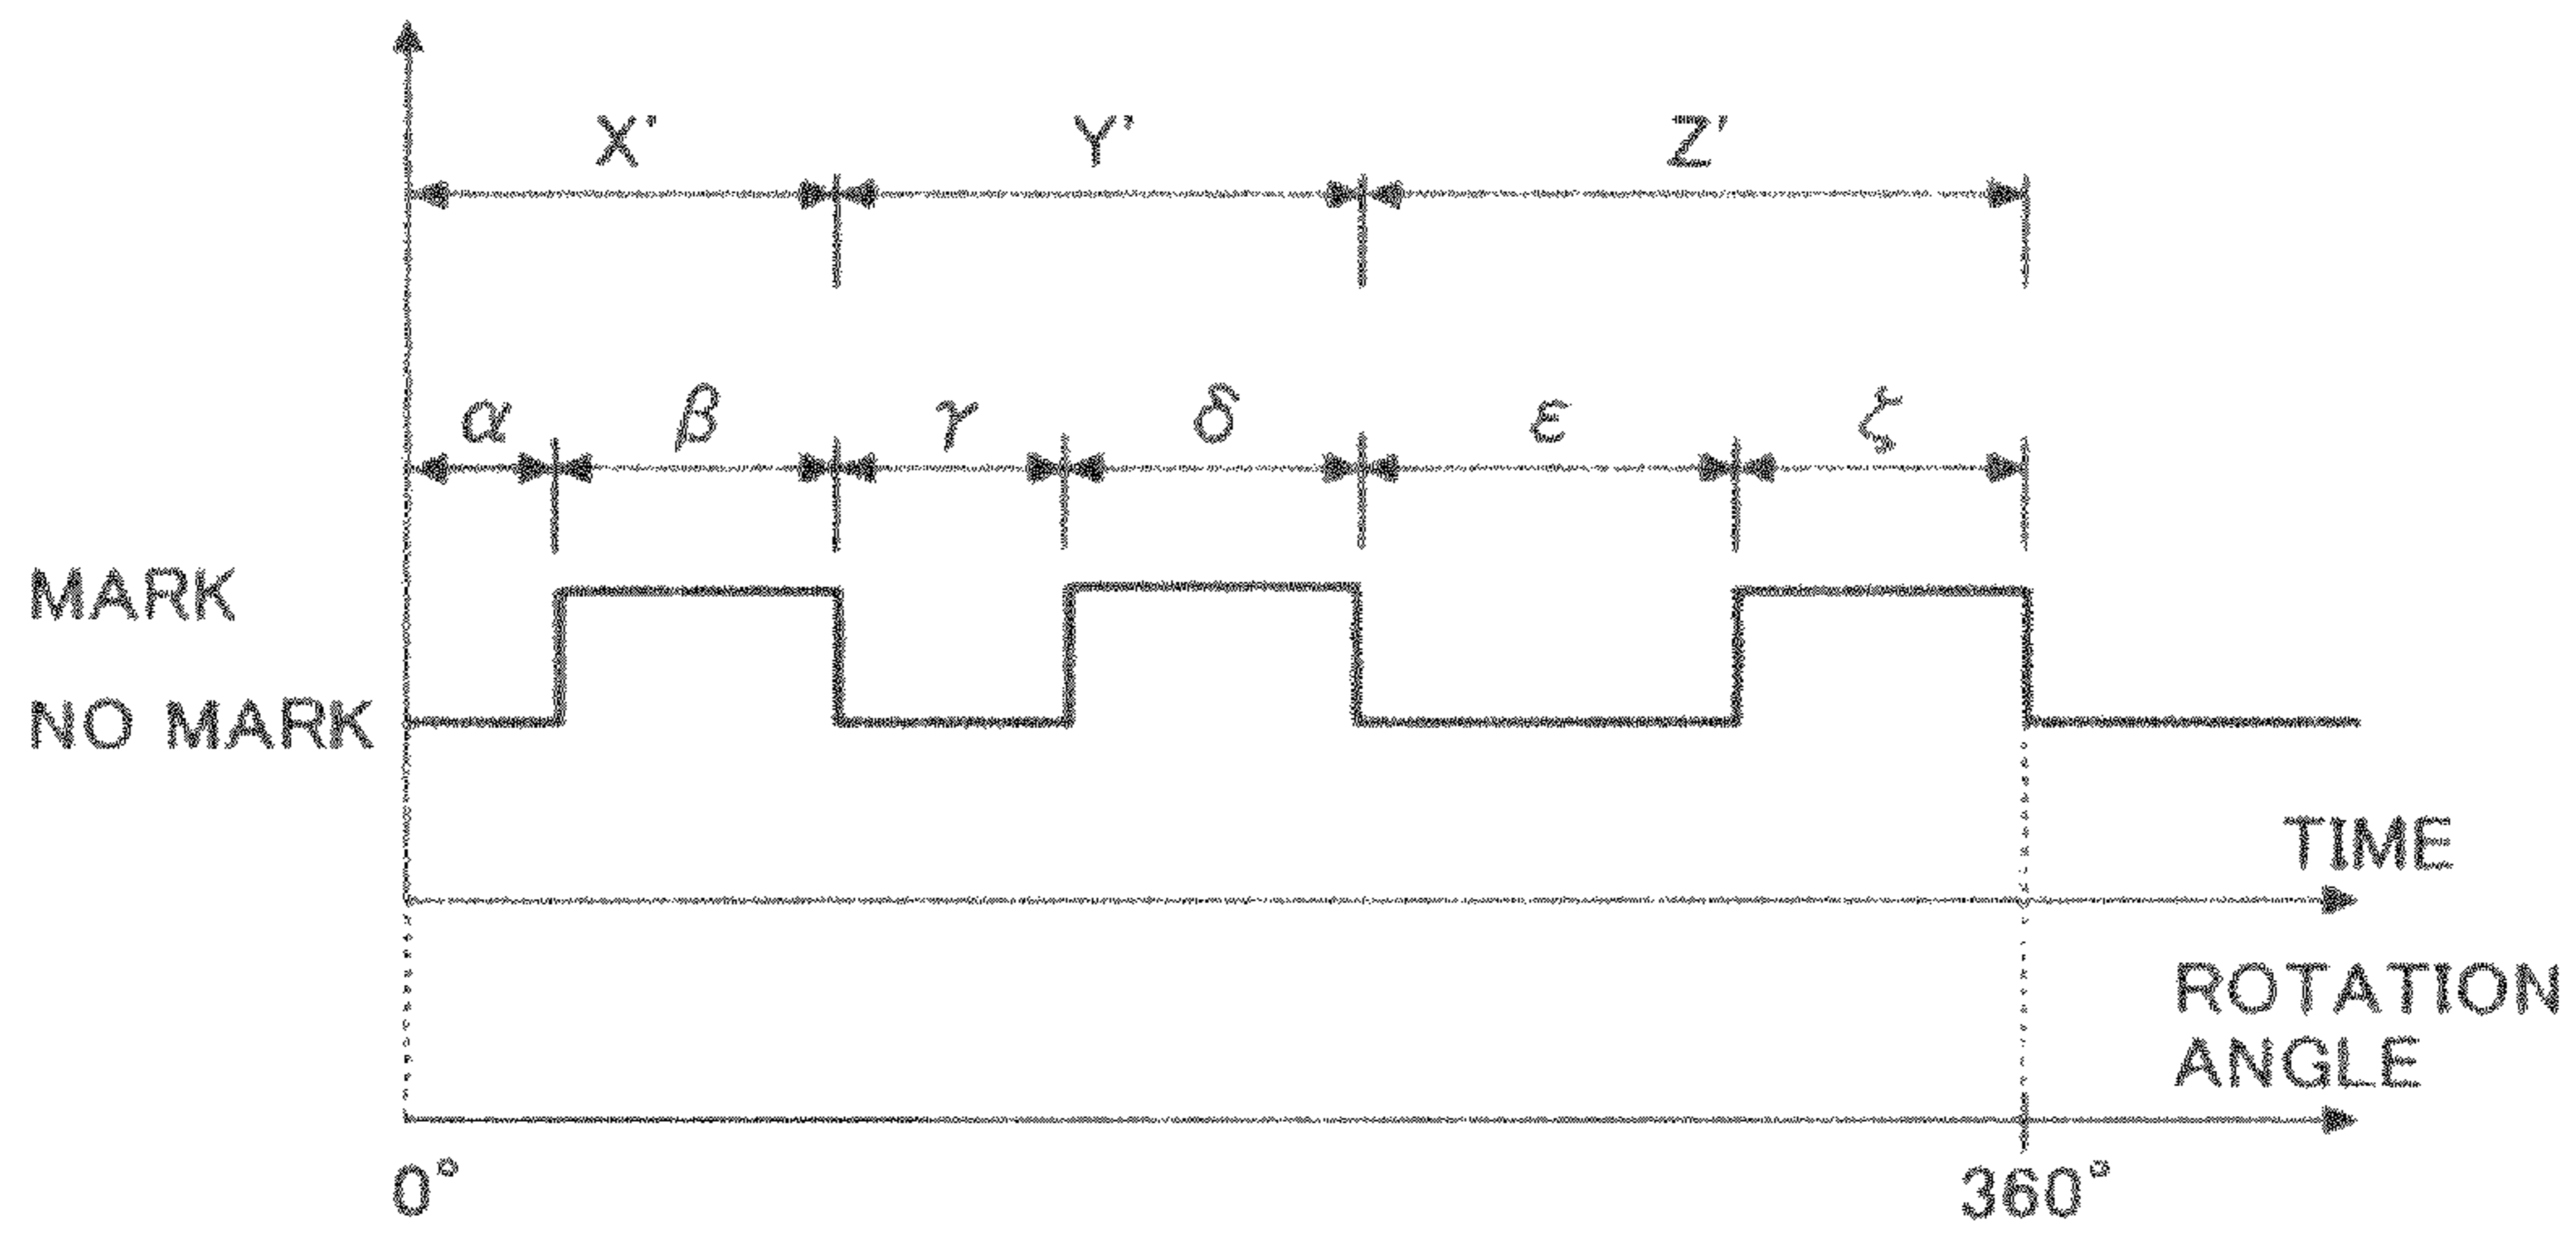 X' Y' Z'
α β γ δ ε ζ
MARK
NO MARK
TIME
ROTATION
ANGLE
0° 360°